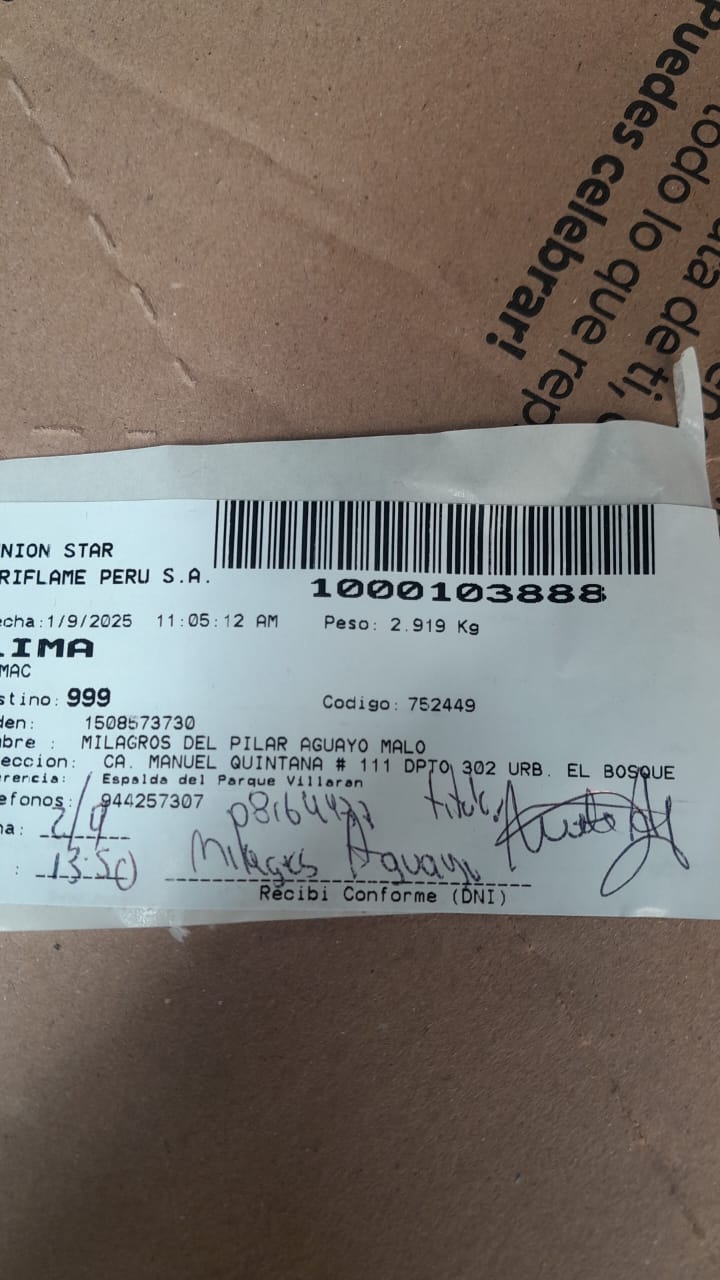 Puedes celebrar!
todo lo que rep
ta de ti,
NION STAR
RIFLAME PERU S.A.
1000103888
echa:1/9/2025 11:05:12 AM Peso: 2.919 Kg
LIMA
MAC
stino: 999 Codigo: 752449
den: 1508573730
mbre : MILAGROS DEL PILAR AGUAYO MALO
eccion: CA. MANUEL QUINTANA # 111 DPTO 302 URB. EL BOSQUE
erencia: Espalda del Parque Villaran
efonos: 944257307
na: 2/9
: 13:50 Milagros Aguayo
Recibi Conforme (DNI)